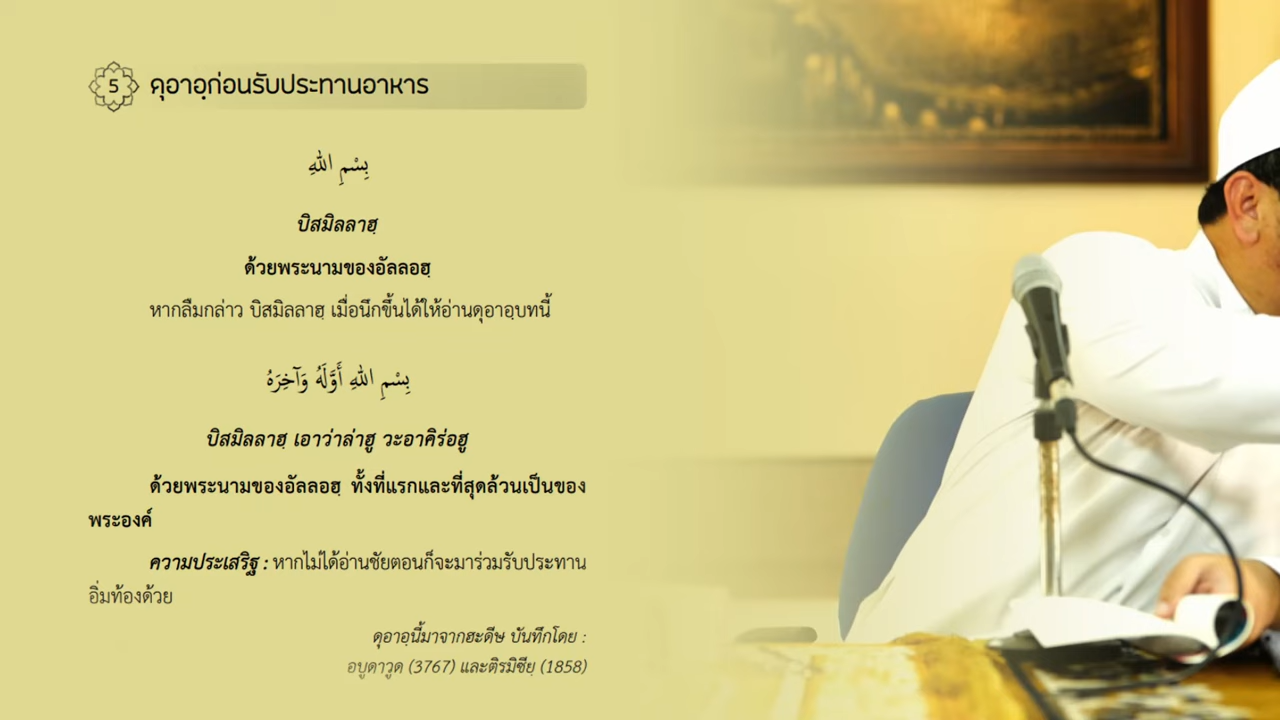 5 ดุอาอฺก่อนรับประทานอาหาร
بِسْمِ اللهِ
บิสมิลลาฮฺ
ด้วยพระนามของอัลลอฮฺ
หากลืมกล่าว บิสมิลลาฮฺ เมื่อนึกขึ้นได้ให้อ่านดุอาอฺบทนี้
بِسْمِ اللهِ أَوَّلَهُ وَآخِرَهُ
บิสมิลลาฮฺ เอาว่าล่าฮู วะอาคิร่อฮู
ด้วยพระนามของอัลลอฮฺ ทั้งที่แรกและที่สุดล้วนเป็นของ
พระองค์
ความประเสริฐ : หากไม่ได้อ่านชัยตอนก็จะมาร่วมรับประทาน
อิ่มท้องด้วย
ดุอาอฺนี้มาจากฮะดีษ บันทึกโดย :
อบูดาวูด (3767) และติรมิซียฺ (1858)